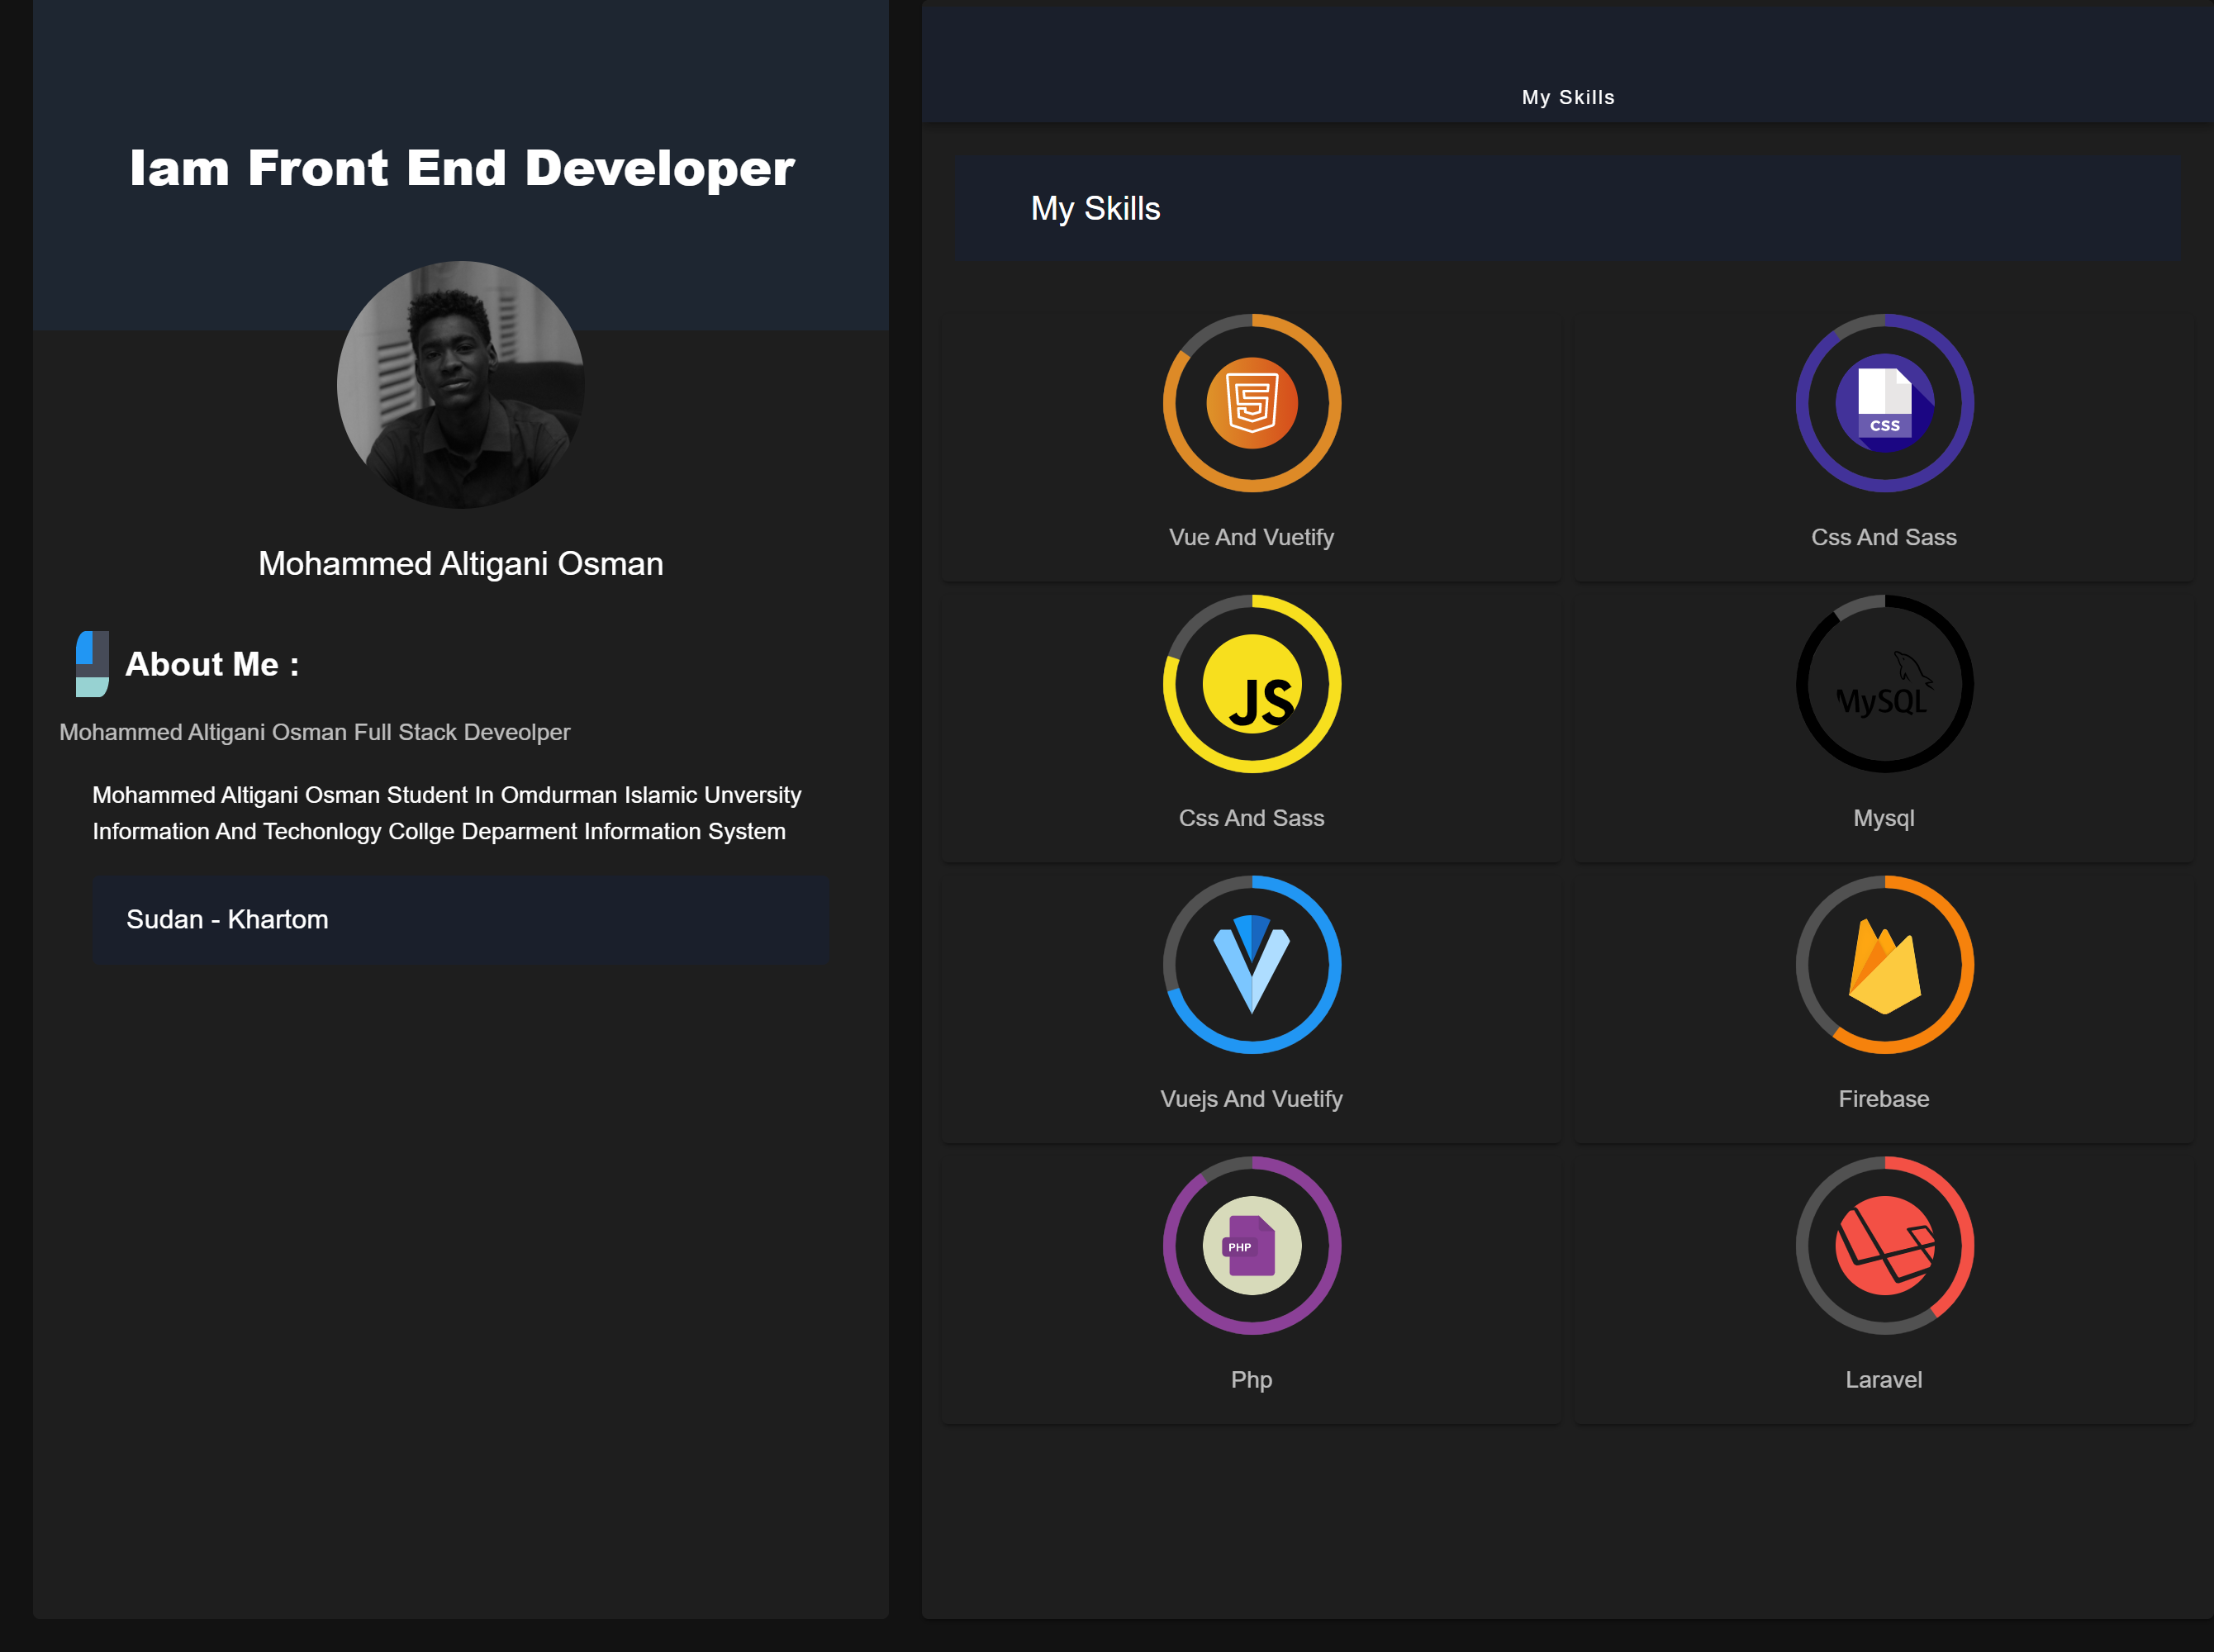 Iam Front End Developer
Mohammed Altigani Osman
About Me :
Mohammed Altigani Osman Full Stack Deveolper
Mohammed Altigani Osman Student In Omdurman Islamic Unversity
Information And Techonlogy Collge Deparment Information System
Sudan - Khartom
My Skills
My Skills
Vue And Vuetify
CSS
Css And Sass
JS
Css And Sass
MySQL
Mysql
Vuejs And Vuetify
Firebase
PHP
Php
Laravel